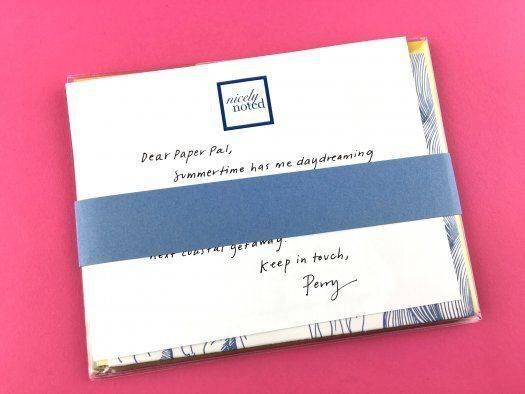 nicely
noted
Dear Paper Pal,
Summertime has me daydreaming
next coastal getaway.
Keep in touch,
Perry